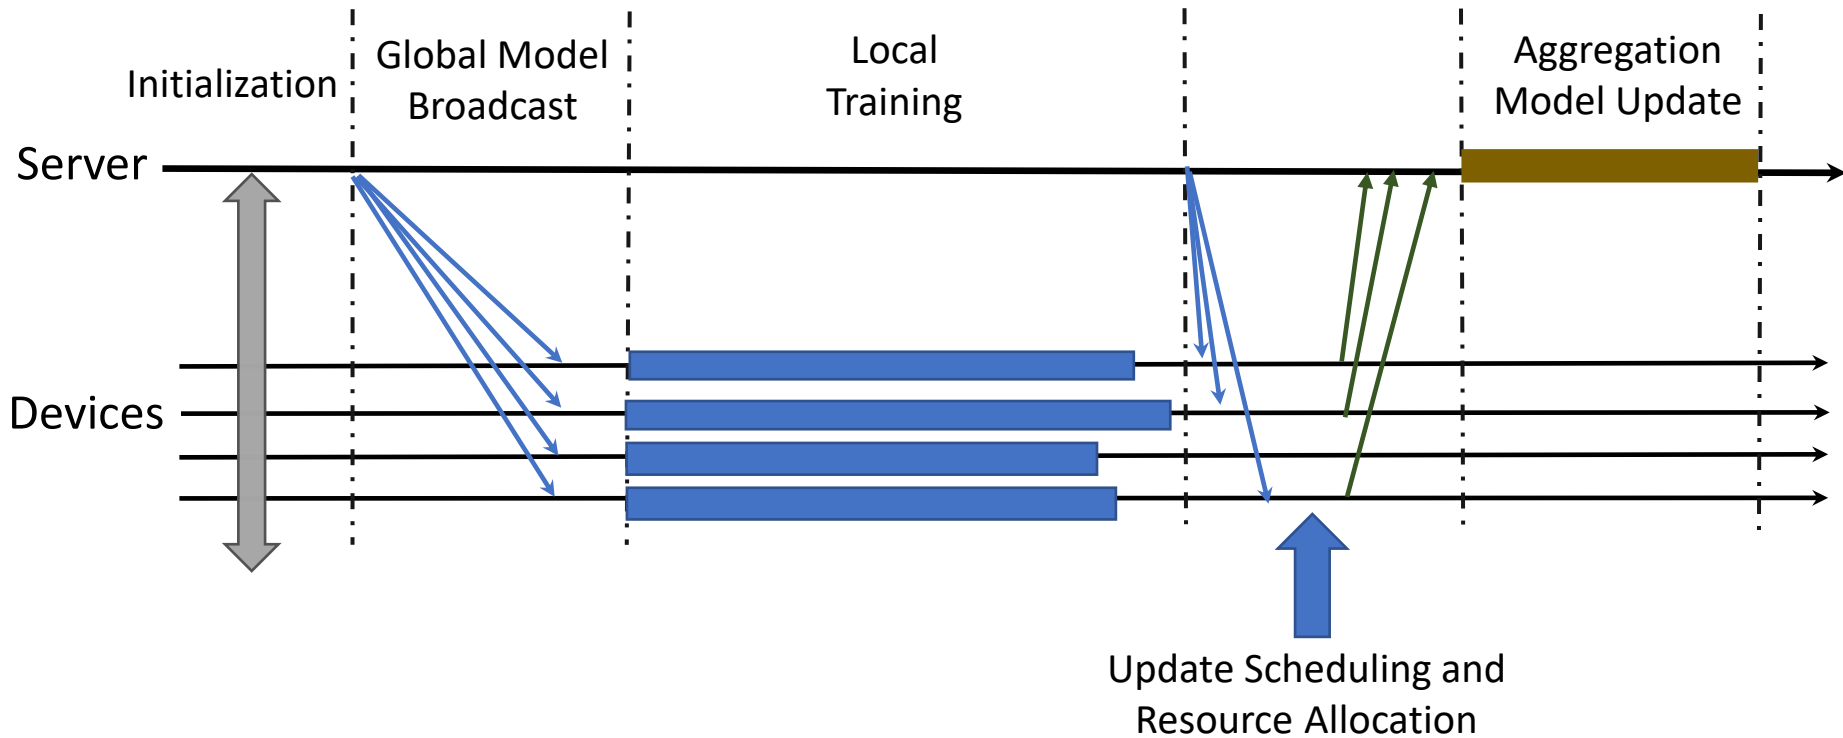 Initialization
Global Model
Broadcast
Local
Training
Aggregation
Model Update
Server
Devices
Update Scheduling and
Resource Allocation